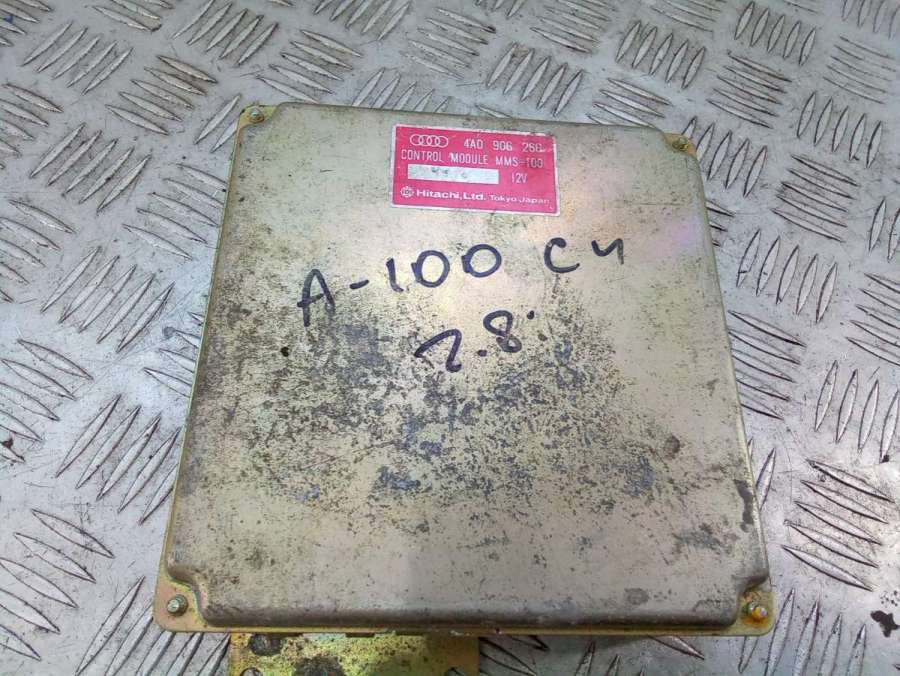 4A0 906 266
CONTROL MODULE MMS-100
12V
Hitachi, Ltd. Tokyo Japan
A-100 C4
2.8